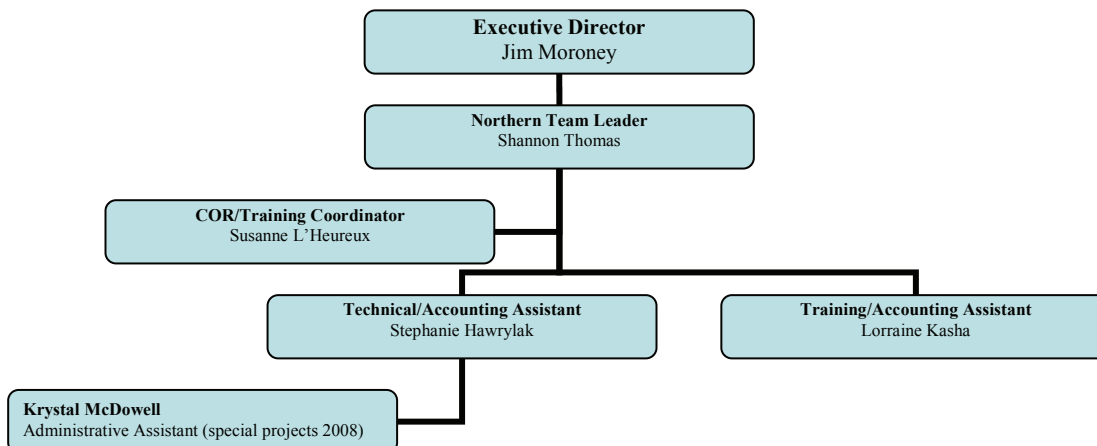 Executive Director
Jim Moroney
Northern Team Leader
Shannon Thomas
COR/Training Coordinator
Susanne L’Heureux
Technical/Accounting Assistant
Stephanie Hawrylak
Training/Accounting Assistant
Lorraine Kasha
Krystal McDowell
Administrative Assistant (special projects 2008)